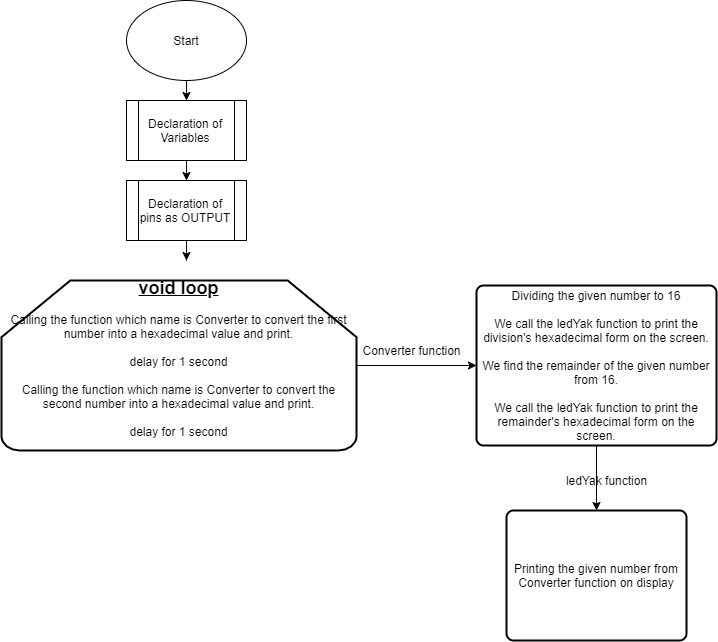 Start
Declaration of
Variables
Declaration of
pins as OUTPUT
void loop
Calling the function which name is Converter to convert the first
number into a hexadecimal value and print.
delay for 1 second
Calling the function which name is Converter to convert the
second number into a hexadecimal value and print.
delay for 1 second
Converter function
Dividing the given number to 16
We call the ledYak function to print the
division's hexadecimal form on the screen.
We find the remainder of the given number
from 16.
We call the ledYak function to print the
remainder's hexadecimal form on the
screen.
ledYak function
Printing the given number from
Converter function on display